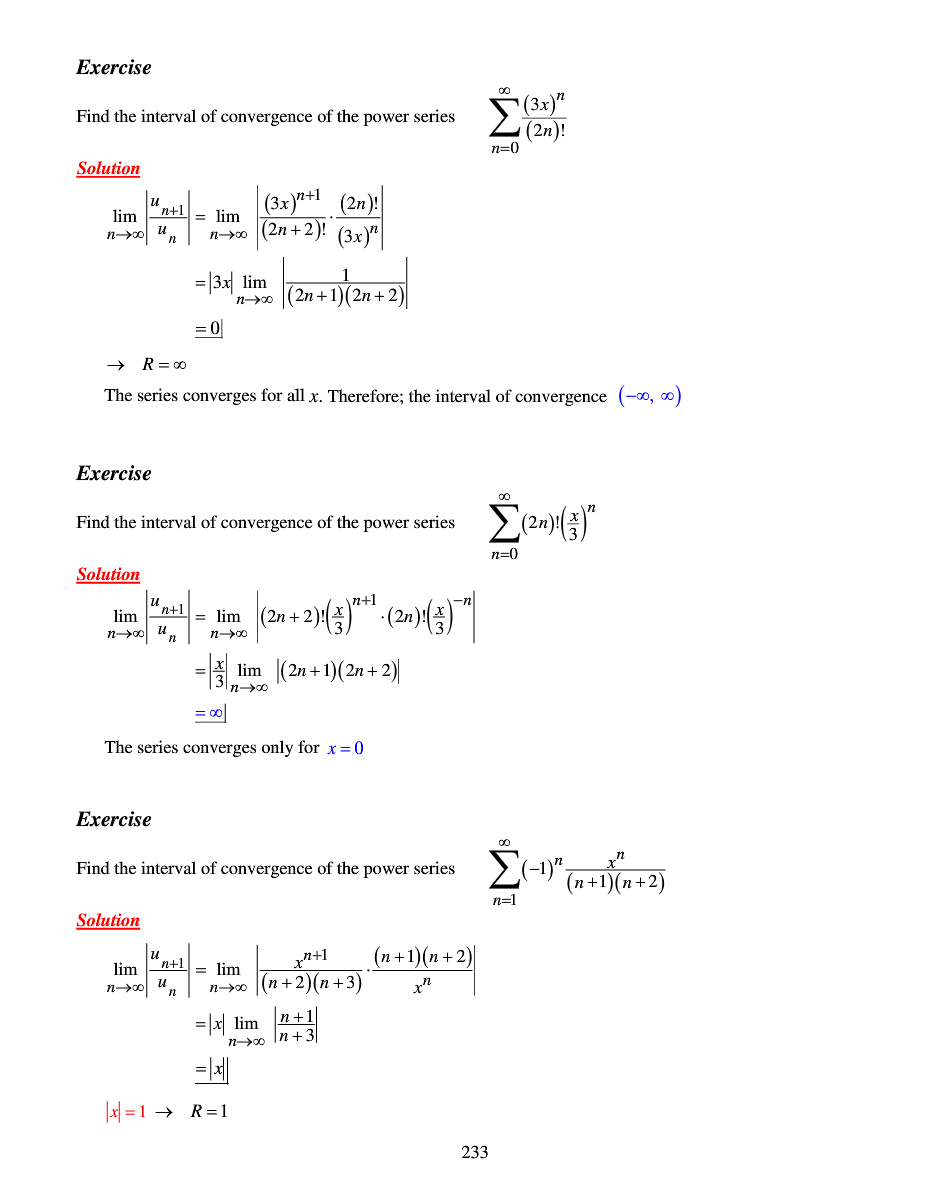 Exercise
Find the interval of convergence of the power series $\sum_{n=0}^{\infty} \frac{(3x)^n}{(2n)!}$
Solution
$\lim_{n\to\infty} \left|\frac{u_{n+1}}{u_n}\right| = \lim_{n\to\infty} \left|\frac{(3x)^{n+1}}{(2n+2)!} \cdot \frac{(2n)!}{(3x)^n}\right|$
$= |3x| \lim_{n\to\infty} \left|\frac{1}{(2n+1)(2n+2)}\right|$
$= 0|$
$\to \quad R = \infty$
The series converges for all x. Therefore; the interval of convergence $(-\infty, \infty)$
Exercise
Find the interval of convergence of the power series $\sum_{n=0}^{\infty} (2n)!\left(\frac{x}{3}\right)^n$
Solution
$\lim_{n\to\infty} \left|\frac{u_{n+1}}{u_n}\right| = \lim_{n\to\infty} \left|(2n+2)!\left(\frac{x}{3}\right)^{n+1} \cdot (2n)!\left(\frac{x}{3}\right)^{-n}\right|$
$= \left|\frac{x}{3}\right| \lim_{n\to\infty} |(2n+1)(2n+2)|$
$= \infty|$
The series converges only for $x = 0$
Exercise
Find the interval of convergence of the power series $\sum_{n=1}^{\infty} (-1)^n \frac{x^n}{(n+1)(n+2)}$
Solution
$\lim_{n\to\infty} \left|\frac{u_{n+1}}{u_n}\right| = \lim_{n\to\infty} \left|\frac{x^{n+1}}{(n+2)(n+3)} \cdot \frac{(n+1)(n+2)}{x^n}\right|$
$= |x| \lim_{n\to\infty} \left|\frac{n+1}{n+3}\right|$
$= |x||$
$|x| = 1 \to \quad R = 1$
233